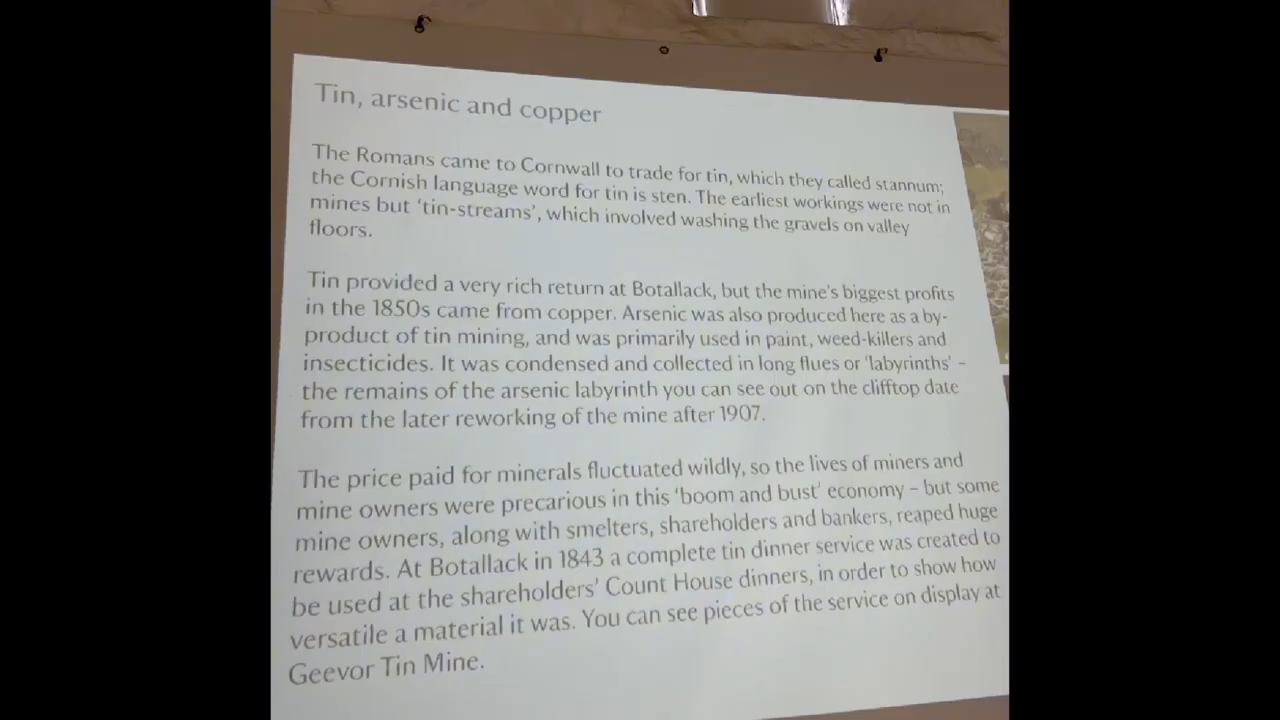 Tin, arsenic and copper
The Romans came to Cornwall to trade for tin, which they called stannum;
the Cornish language word for tin is sten. The earliest workings were not in
mines but 'tin-streams', which involved washing the gravels on valley
floors.
Tin provided a very rich return at Botallack, but the mine's biggest profits
in the 1850s came from copper. Arsenic was also produced here as a by-
product of tin mining, and was primarily used in paint, weed-killers and
insecticides. It was condensed and collected in long flues or 'labyrinths' –
the remains of the arsenic labyrinth you can see out on the clifftop date
from the later reworking of the mine after 1907.
The price paid for minerals fluctuated wildly, so the lives of miners and
mine owners were precarious in this 'boom and bust' economy – but some
mine owners, along with smelters, shareholders and bankers, reaped huge
rewards. At Botallack in 1843 a complete tin dinner service was created to
be used at the shareholders' Count House dinners, in order to show how
versatile a material it was. You can see pieces of the service on display at
Geevor Tin Mine.